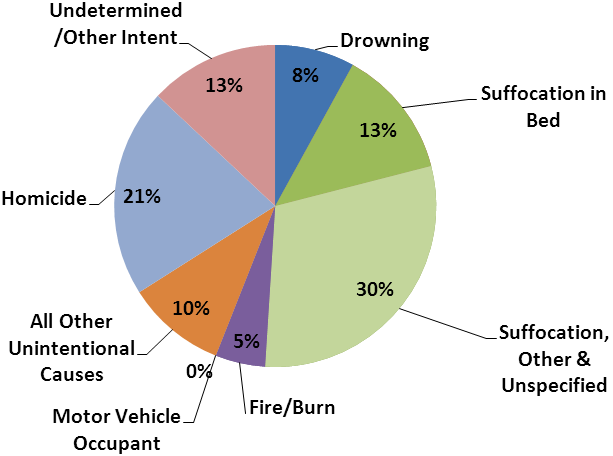 Undetermined
/Other Intent
Drowning
8%
13%
Suffocation in
Bed
13%
Homicide
21%
30%
All Other
Unintentional
Causes
10%
5%
0%
Suffocation,
Other &
Unspecified
Motor Vehicle
Occupant
Fire/Burn